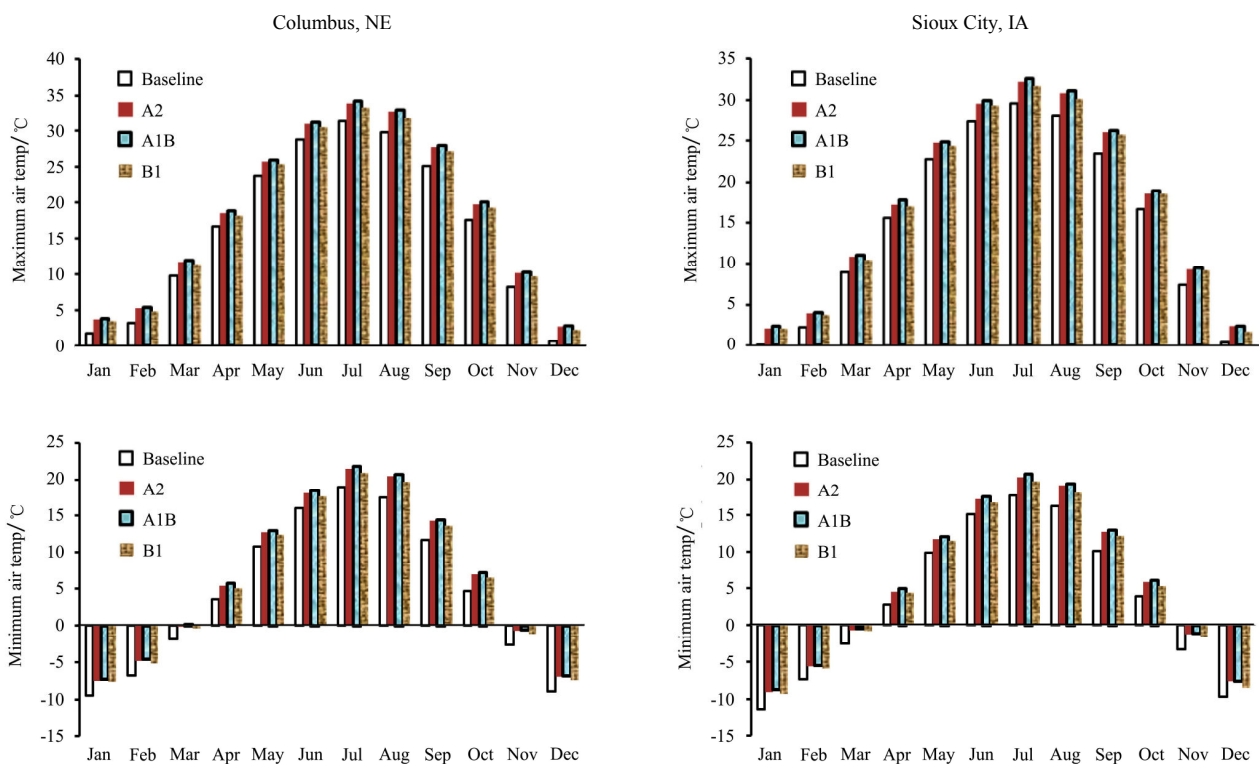 Columbus, NE
Sioux City, IA
Maximum air temp/℃
40
35
30
25
20
15
10
5
0
Baseline
A2
A1B
B1
Jan Feb Mar Apr May Jun Jul Aug Sep Oct Nov Dec
Maximum air temp/℃
35
30
25
20
15
10
5
0
Baseline
A2
A1B
B1
Jan Feb Mar Apr May Jun Jul Aug Sep Oct Nov Dec
Minimum air temp/℃
25
20
15
10
5
0
-5
-10
-15
Baseline
A2
A1B
B1
Jan Feb Mar Apr May Jun Jul Aug Sep Oct Nov Dec
Minimum air temp/℃
25
20
15
10
5
0
-5
-10
-15
Baseline
A2
A1B
B1
Jan Feb Mar Apr May Jun Jul Aug Sep Oct Nov Dec